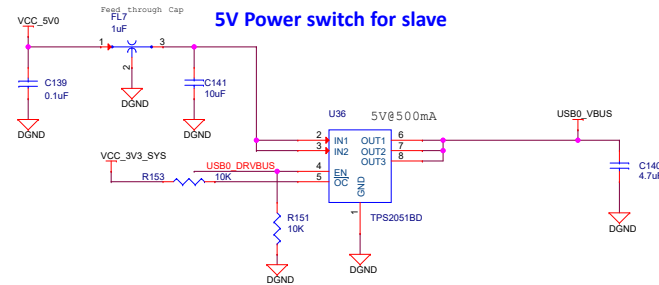 Feed through Cap
5V Power switch for slave
VCC_5V0
FL7
1uF
1
3
2
C139
0.1uF
C141
10uF
DGND
DGND
DGND
U36
5V@500mA
USB0_VBUS
2
3
IN1
IN2
OUT1
OUT2
OUT3
6
7
8
VCC_3V3_SYS
USB0_DRVBUS
4
5
EN
OC
GND
R153
10K
C140
4.7uF
R151
10K
1
TPS2051BD
DGND
DGND
DGND